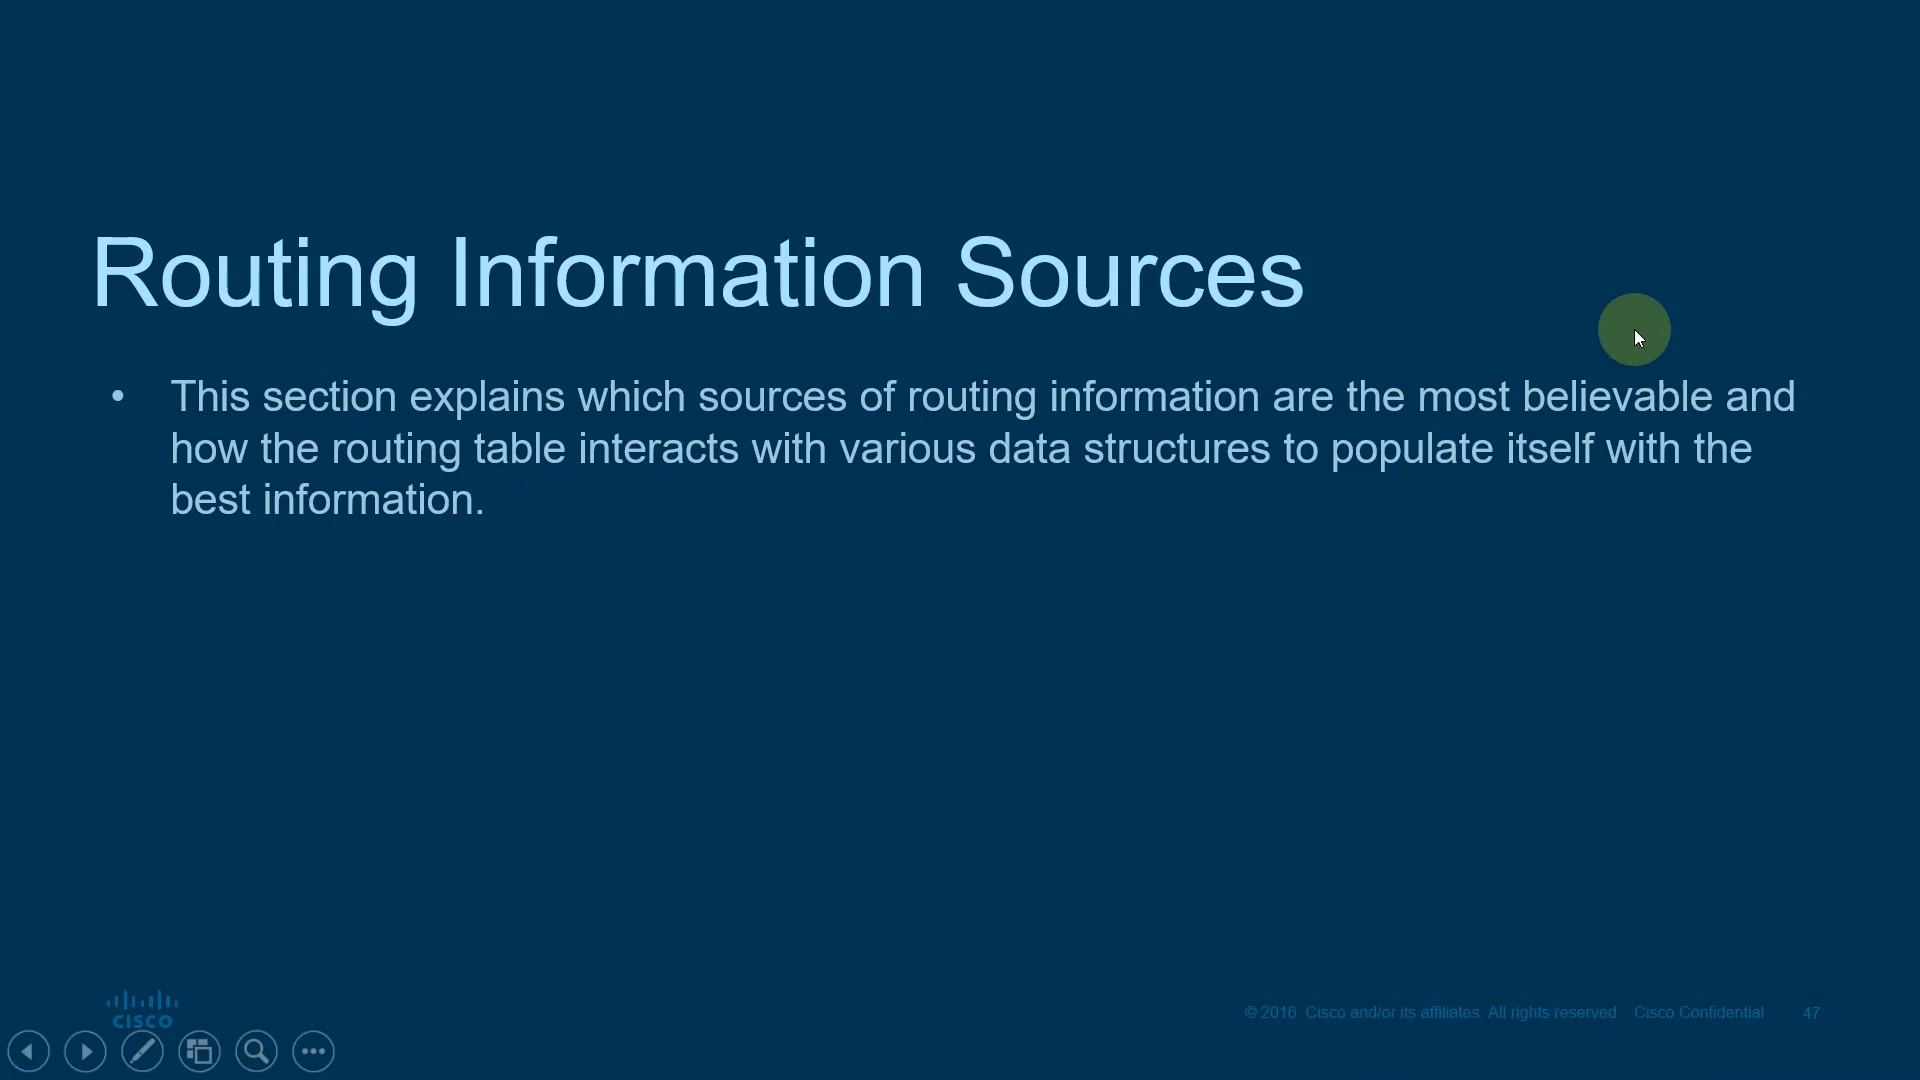 Routing Information Sources
• This section explains which sources of routing information are the most believable and
how the routing table interacts with various data structures to populate itself with the
best information.
CISCO
© 2016 Cisco and/or its affiliates. All rights reserved. Cisco Confidential 47